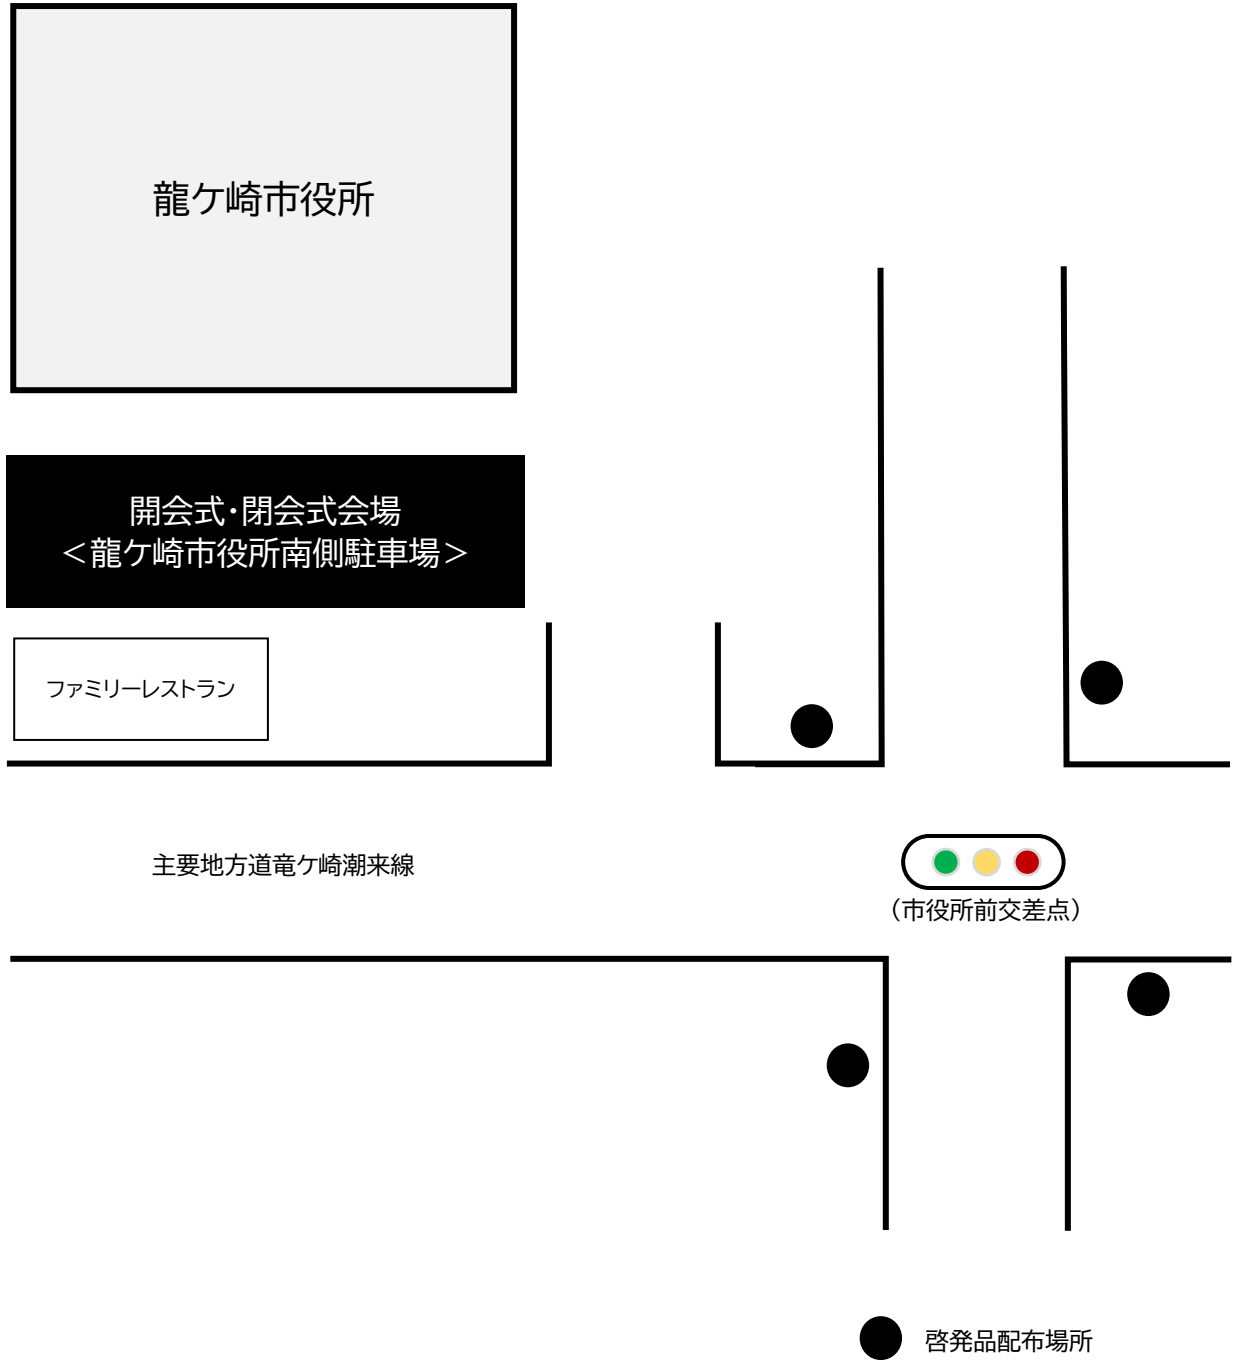 龍ケ崎市役所
開会式・閉会式会場
＜龍ケ崎市役所南側駐車場＞
ファミリーレストラン
主要地方道竜ケ崎潮来線
（市役所前交差点）
啓発品配布場所